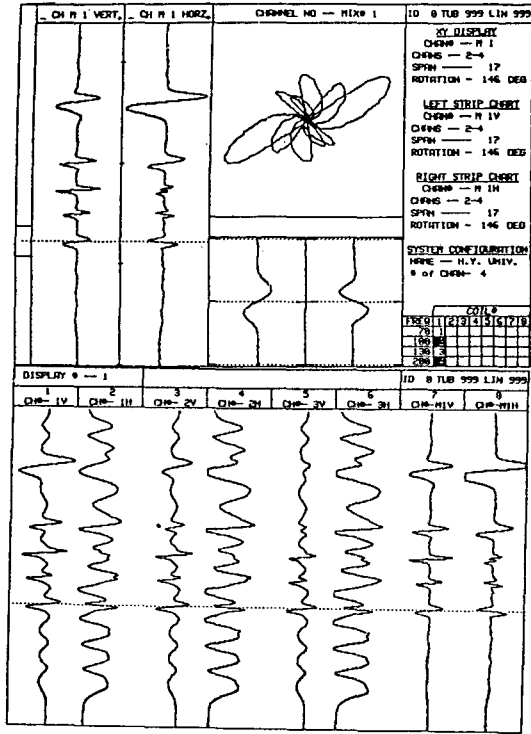 _ CH M 1 VERT.
_ CH M 1 HORZ.
CHANNEL NO -- MIX# 1
ID 0 TUB 999 LIN 999
XY DISPLAY
CHAN# -- M 1
CHANS -- 2-4
SPAN -- 17
ROTATION - 146 DEG
LEFT STRIP CHART
CHAN# -- M 1V
CHANS -- 2-4
SPAN -- 17
ROTATION - 146 DEG
RIGHT STRIP CHART
CHAN# -- M 1H
CHANS -- 2-4
SPAN -- 17
ROTATION - 146 DEG
SYSTEM CONFIGURATION
NAME -- H.Y. UNIV.
# of CHAN- 4
COIL#
FREQ 1 2 3 4 5 6 7 8
70 1
100
130 3
200
DISPLAY # -- 1
ID 0 TUB 999 LIN 999
1 2 3 4 5 6 7 8
CH#- 1V CH#- 1H CH#- 2V CH#- 2H CH#- 3V CH#- 3H CH#-M1V CH#-M1H